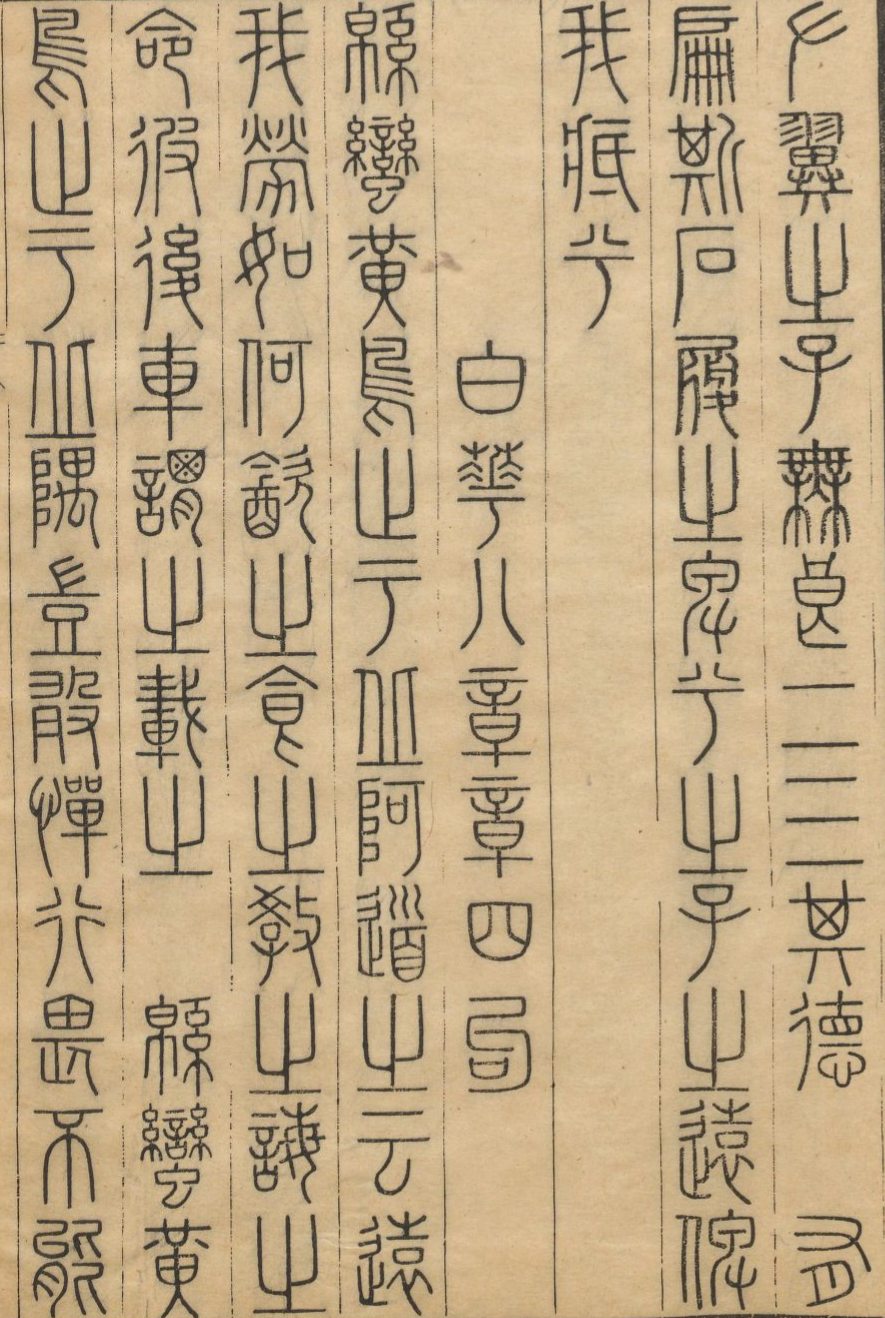 左翼之子無良二三其德 有
扁斯石履之卑兮之子之遠俾
我疧兮
白華八章章四句
緜蠻黃鳥止于丘阿道之云遠
我勞如何飲之食之教之誨之
命彼後車謂之載之 緜蠻黃
鳥止于丘隅豈敢憚行畏不能